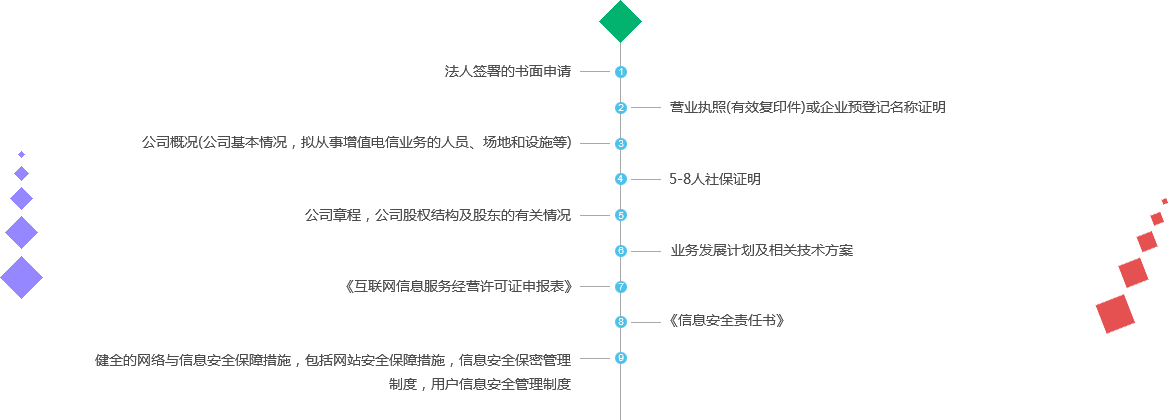 法人签署的书面申请
1
2
营业执照(有效复印件)或企业预登记名称证明
公司概况(公司基本情况，拟从事增值电信业务的人员、场地和设施等)
3
4
5-8人社保证明
公司章程，公司股权结构及股东的有关情况
5
6
业务发展计划及相关技术方案
《互联网信息服务经营许可证申报表》
7
8
《信息安全责任书》
健全的网络与信息安全保障措施，包括网站安全保障措施，信息安全保密管理
9
制度，用户信息安全管理制度